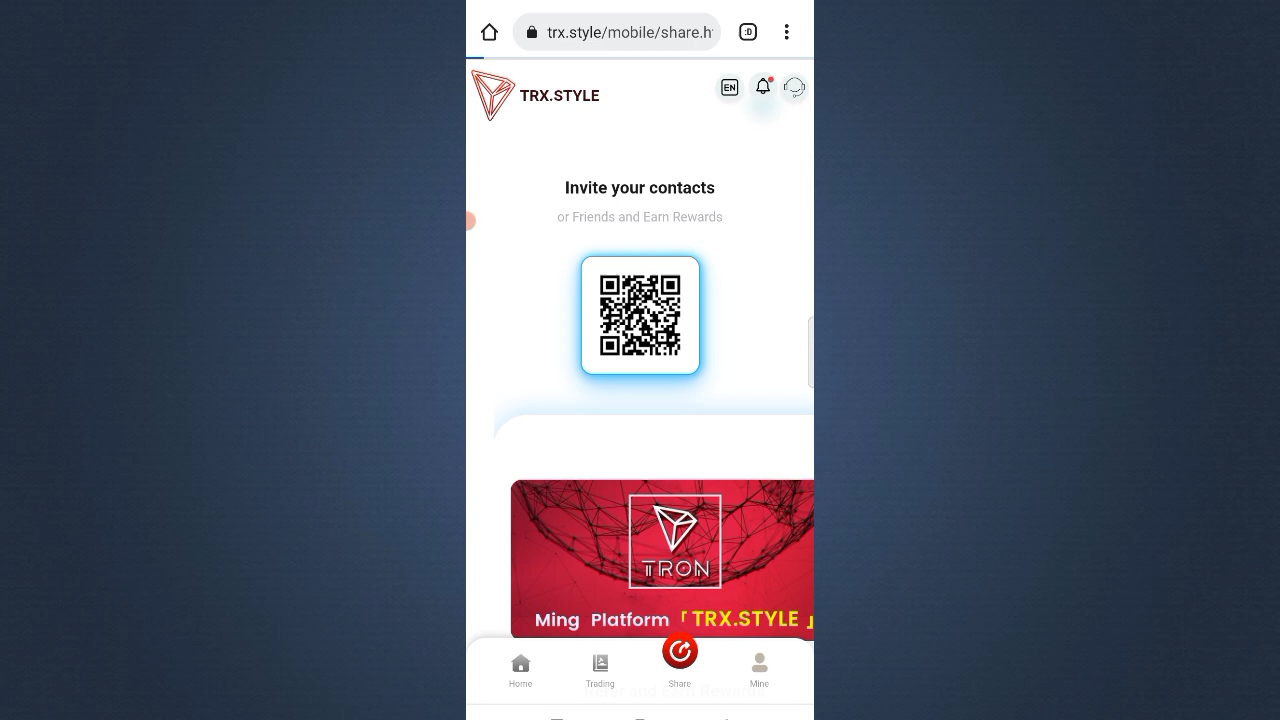 :D
trx.style/mobile/share.h
TRX.STYLE
EN
Invite your contacts
or Friends and Earn Rewards
TRON
Ming Platform「TRX.STYLE」
Home
Trading
Share
Mine